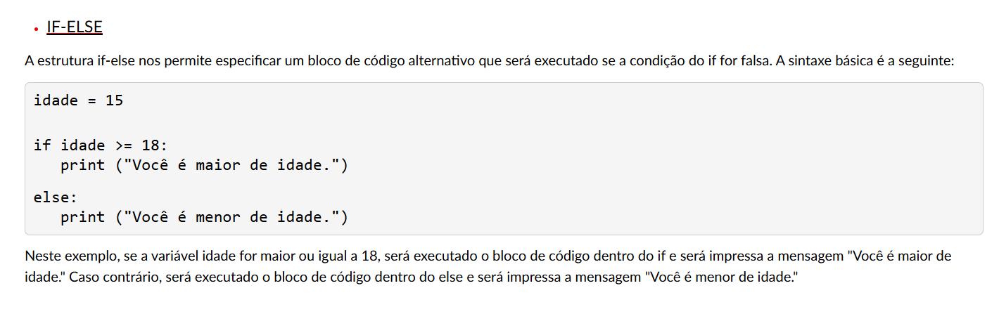 • IF-ELSE
A estrutura if-else nos permite especificar um bloco de código alternativo que será executado se a condição do if for falsa. A sintaxe básica é a seguinte:
idade = 15
if idade >= 18:
   print ("Você é maior de idade.")
else:
   print ("Você é menor de idade.")
Neste exemplo, se a variável idade for maior ou igual a 18, será executado o bloco de código dentro do if e será impressa a mensagem "Você é maior de
idade." Caso contrário, será executado o bloco de código dentro do else e será impressa a mensagem "Você é menor de idade."